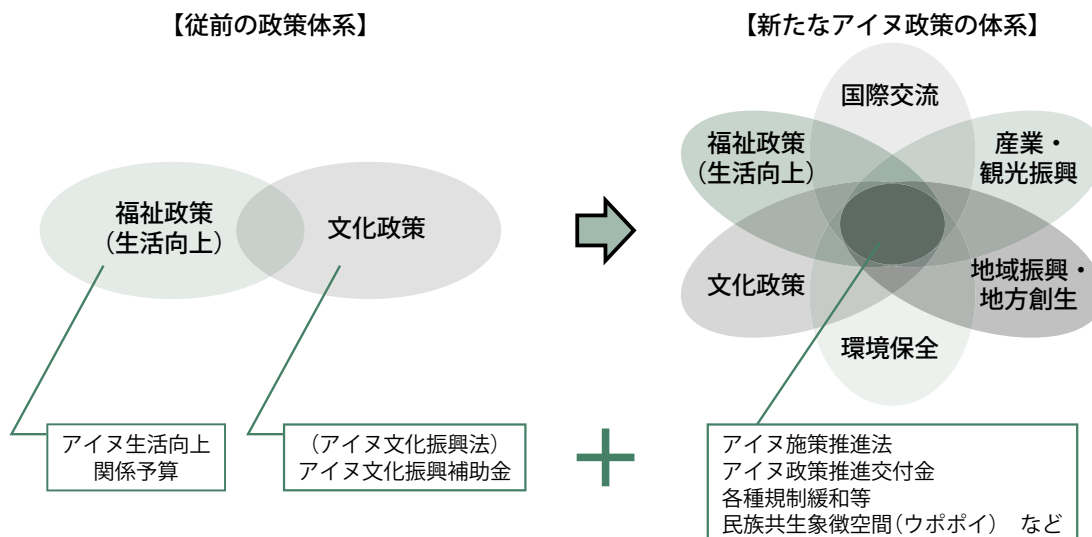 【従前の政策体系】
福祉政策
（生活向上）
文化政策
アイヌ生活向上
関係予算
（アイヌ文化振興法）
アイヌ文化振興補助金
【新たなアイヌ政策の体系】
国際交流
福祉政策
（生活向上）
産業・
観光振興
文化政策
地域振興・
地方創生
環境保全
アイヌ施策推進法
アイヌ政策推進交付金
各種規制緩和等
民族共生象徴空間（ウポポイ）　など